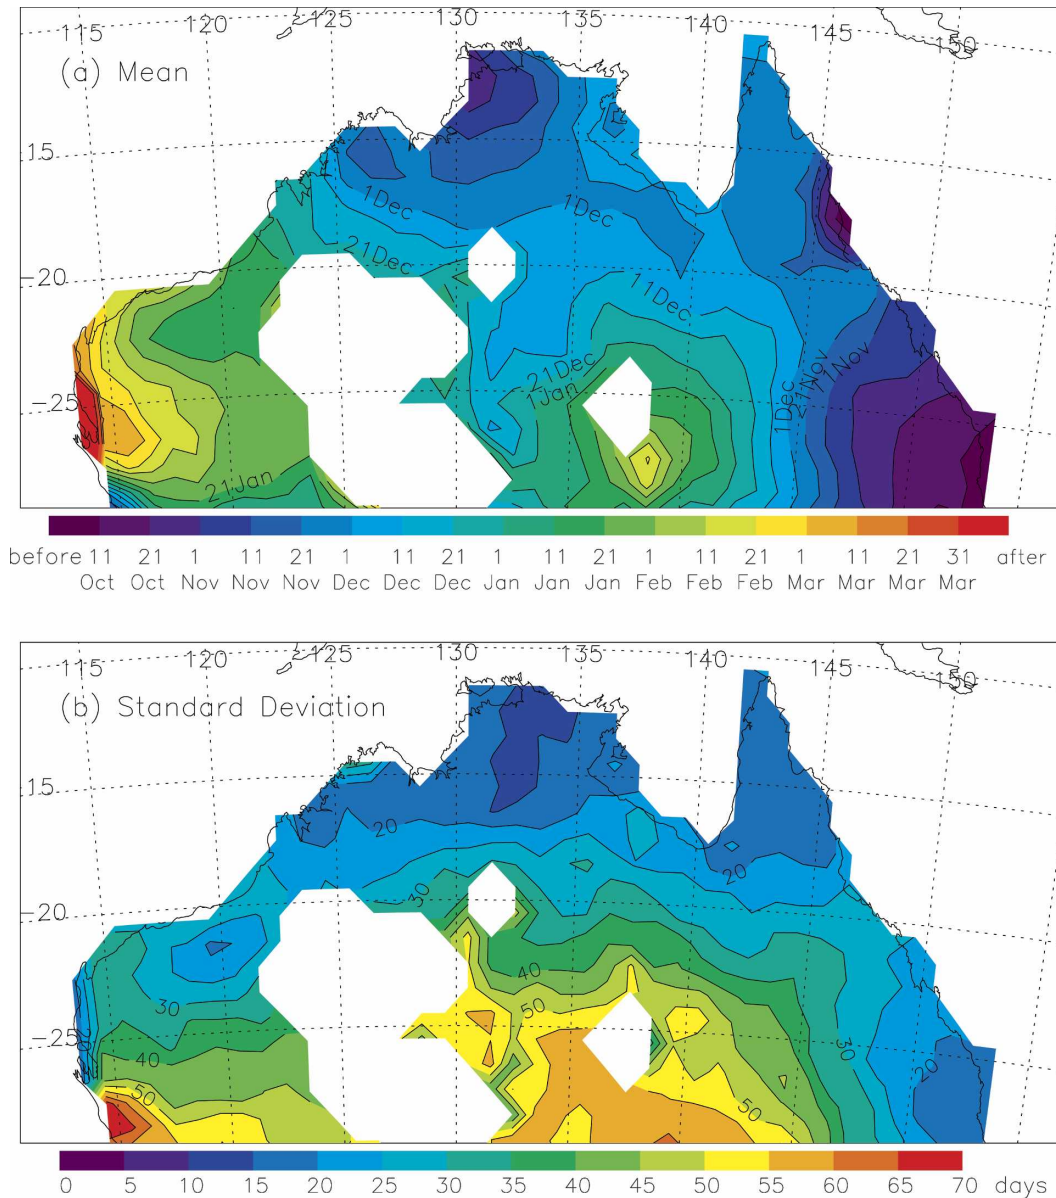 115 120 125 130 135 140 145 150
(a) Mean
−15
−20
−25
1Dec
1Dec
21Dec
11Dec
21Dec
1Jan
1Dec
21Nov
11Nov
21Jan
before 11 21 1 11 21 1 11 21 1 11 21 1 11 21 1 11 21 31 after
Oct Oct Nov Nov Nov Dec Dec Dec Jan Jan Jan Feb Feb Feb Mar Mar Mar Mar
115 120 125 130 135 140 145 150
(b) Standard Deviation
−15
−20
−25
20
20
30
40
30
50
30
40
50
50
20
0 5 10 15 20 25 30 35 40 45 50 55 60 65 70 days